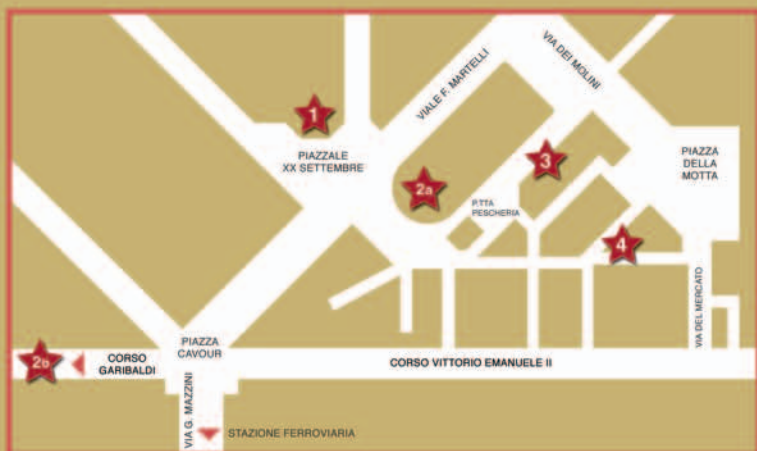 VIALE F. MARTELLI
VIA DEI MOLINI
1
PIAZZALE
XX SETTEMBRE
2a
3
P.TTA
PESCHERIA
PIAZZA
DELLA
MOTTA
4
VIA DEL MERCATO
2b
CORSO
GARIBALDI
PIAZZA
CAVOUR
CORSO VITTORIO EMANUELE II
VIA G. MAZZINI
STAZIONE FERROVIARIA